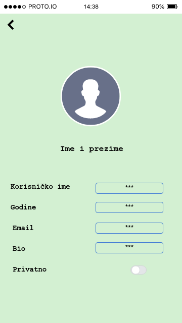 PROTO.IO 14:38 90%
Ime i prezime
Korisničko ime ***
Godine ***
Email ***
Bio ***
Privatno